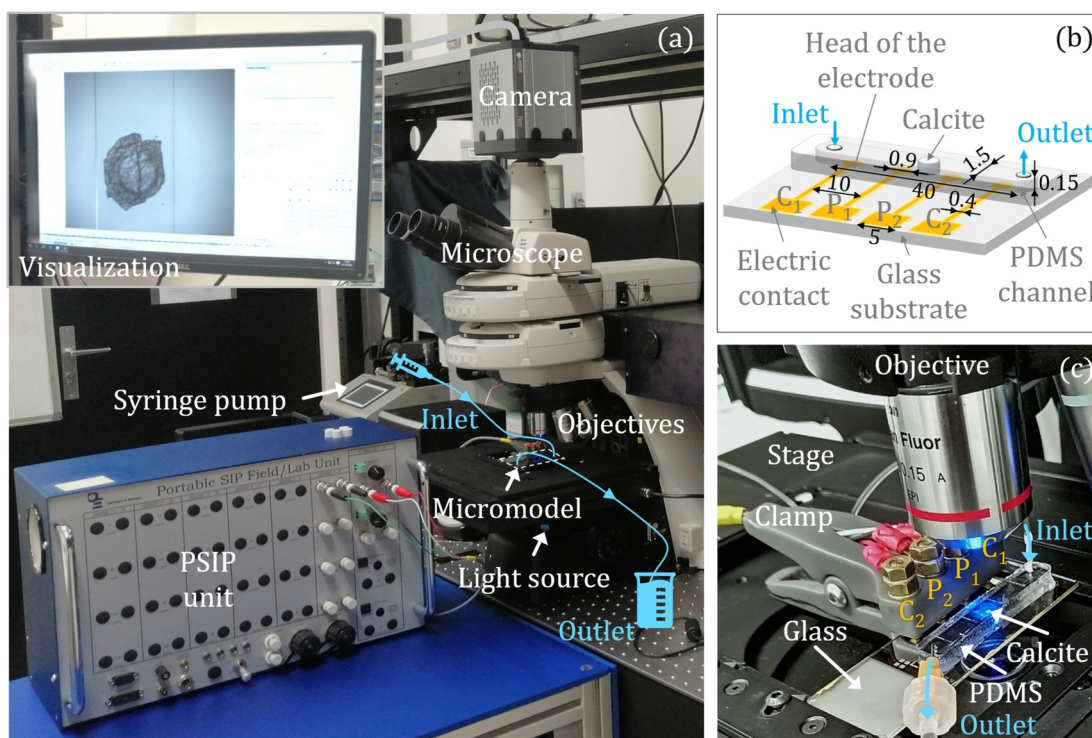 (a)
Camera
Microscope
Visualization
DELL
Syringe pump
Inlet
Objectives
Portable SIP Field/Lab Unit
PSIP
unit
Micromodel
Light source
Outlet
(b)
Head of the
electrode
Inlet
Calcite
Outlet
0.9
1.5
0.15
10
40
0.4
C1
P1
P2
C2
5
Electric
contact
Glass
substrate
PDMS
channel
(c)
Objective
Fluor
0.15 A
EPI
Stage
Clamp
Inlet
C1
P1
P2
C2
Glass
Calcite
PDMS
Outlet